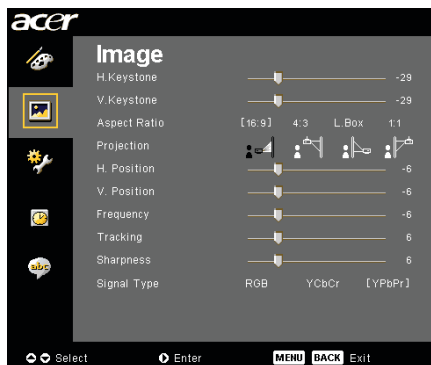 acer
Image
H.Keystone -29
V.Keystone -29
Aspect Ratio [16:9] 4:3 L.Box 1:1
Projection
H. Position -6
V. Position -6
Frequency -6
Tracking 6
Sharpness 6
Signal Type RGB YCbCr [YPbPr]
abc
Select Enter MENU BACK Exit